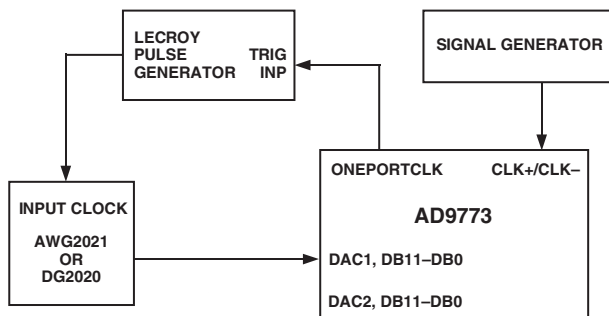 LECROY
PULSE TRIG
GENERATOR INP
SIGNAL GENERATOR
ONEPORTCLK CLK+/CLK–
AD9773
INPUT CLOCK
AWG2021
OR
DG2020
DAC1, DB11–DB0
DAC2, DB11–DB0